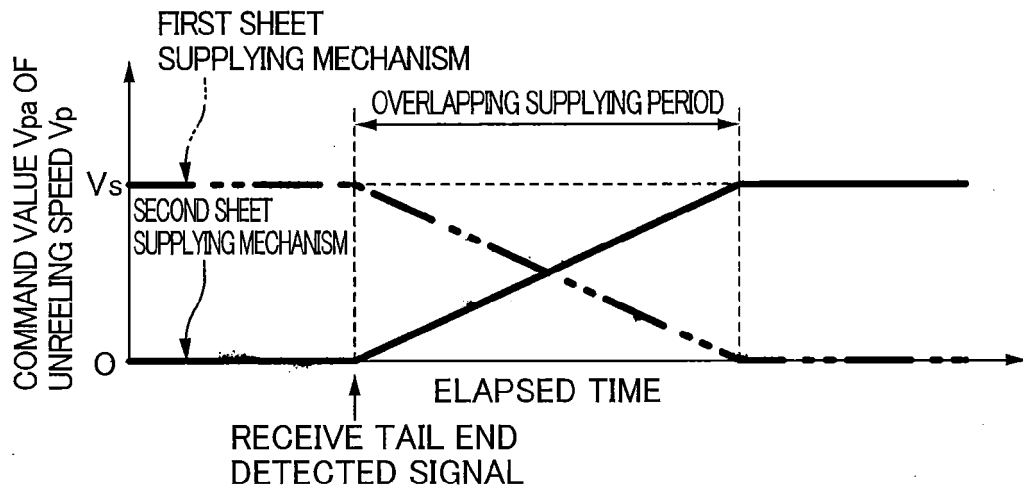 FIRST SHEET
SUPPLYING MECHANISM
OVERLAPPING SUPPLYING PERIOD
COMMAND VALUE Vpa OF
UNREELING SPEED Vp
Vs
SECOND SHEET
SUPPLYING MECHANISM
O
ELAPSED TIME
RECEIVE TAIL END
DETECTED SIGNAL